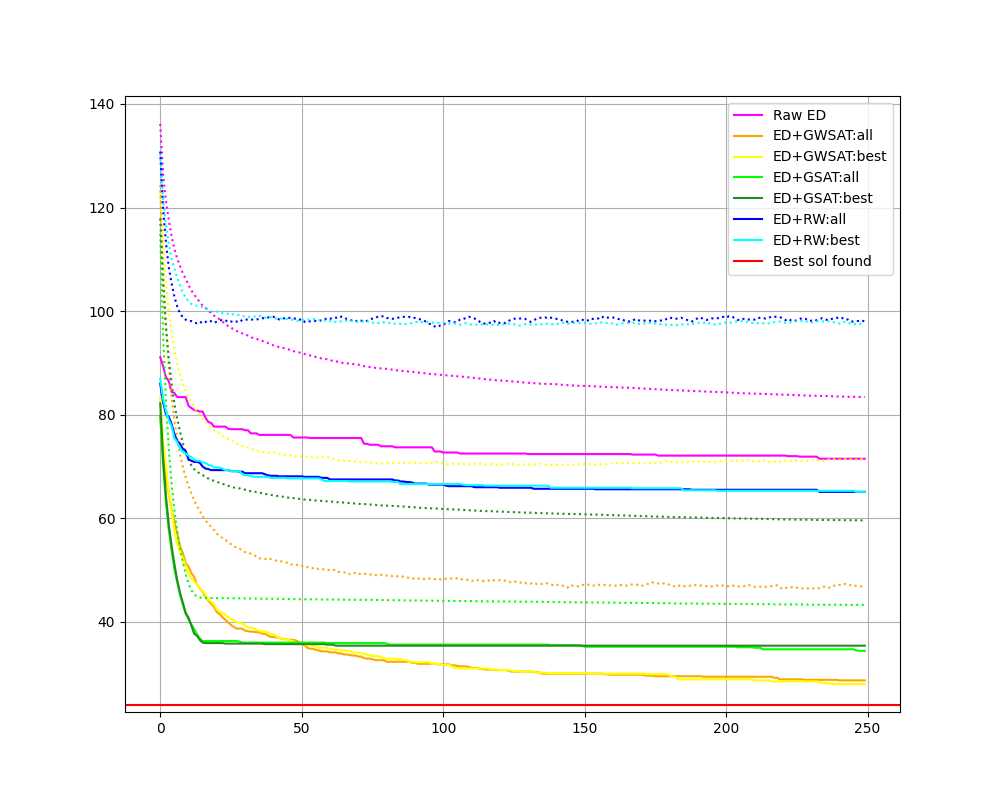 140
120
100
80
60
40
0 50 100 150 200 250
Raw ED
ED+GWSAT:all
ED+GWSAT:best
ED+GSAT:all
ED+GSAT:best
ED+RW:all
ED+RW:best
Best sol found